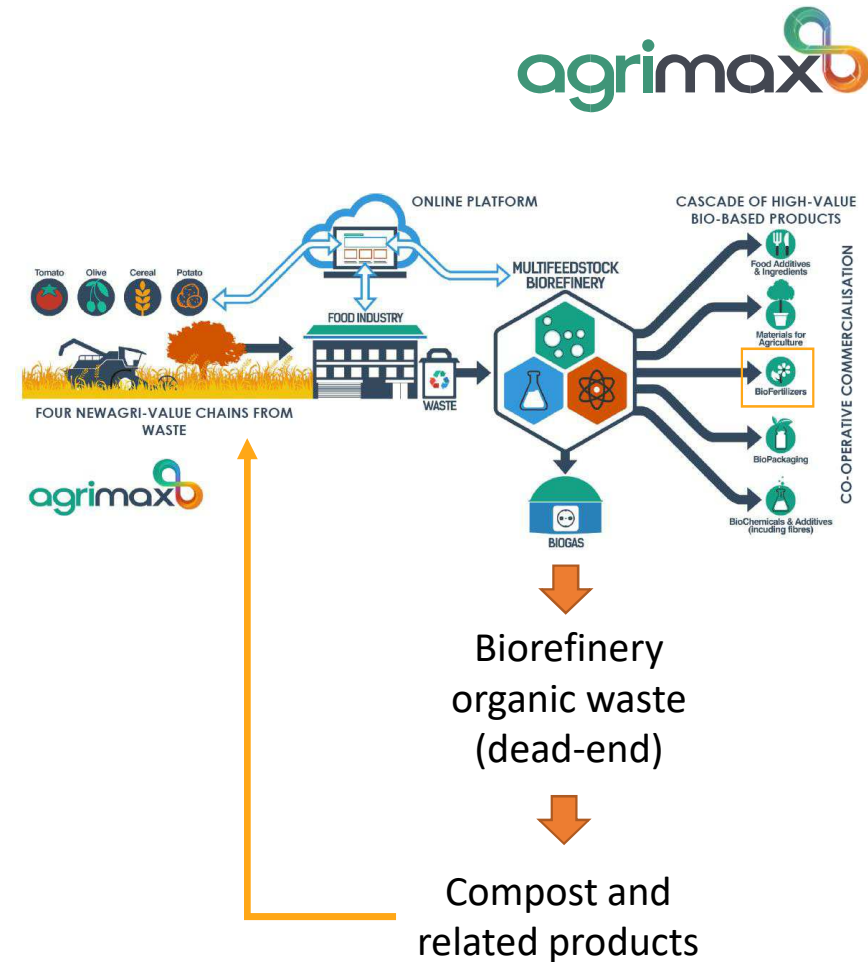 agrimax
ONLINE PLATFORM
CASCADE OF HIGH-VALUE
BIO-BASED PRODUCTS
Tomato
Olive
Cereal
Potato
MULTIFEEDSTOCK
BIOREFINERY
Food Additives
& Ingredients
FOOD INDUSTRY
Materials for
Agriculture
WASTE
BioFertilizers
FOUR NEWAGRI-VALUE CHAINS FROM
WASTE
BioPackaging
agrimax
BIOGAS
BioChemicals & Additives
(incuding fibres)
CO-OPERATIVE COMMERCIALISATION
Biorefinery
organic waste
(dead-end)
Compost and
related products